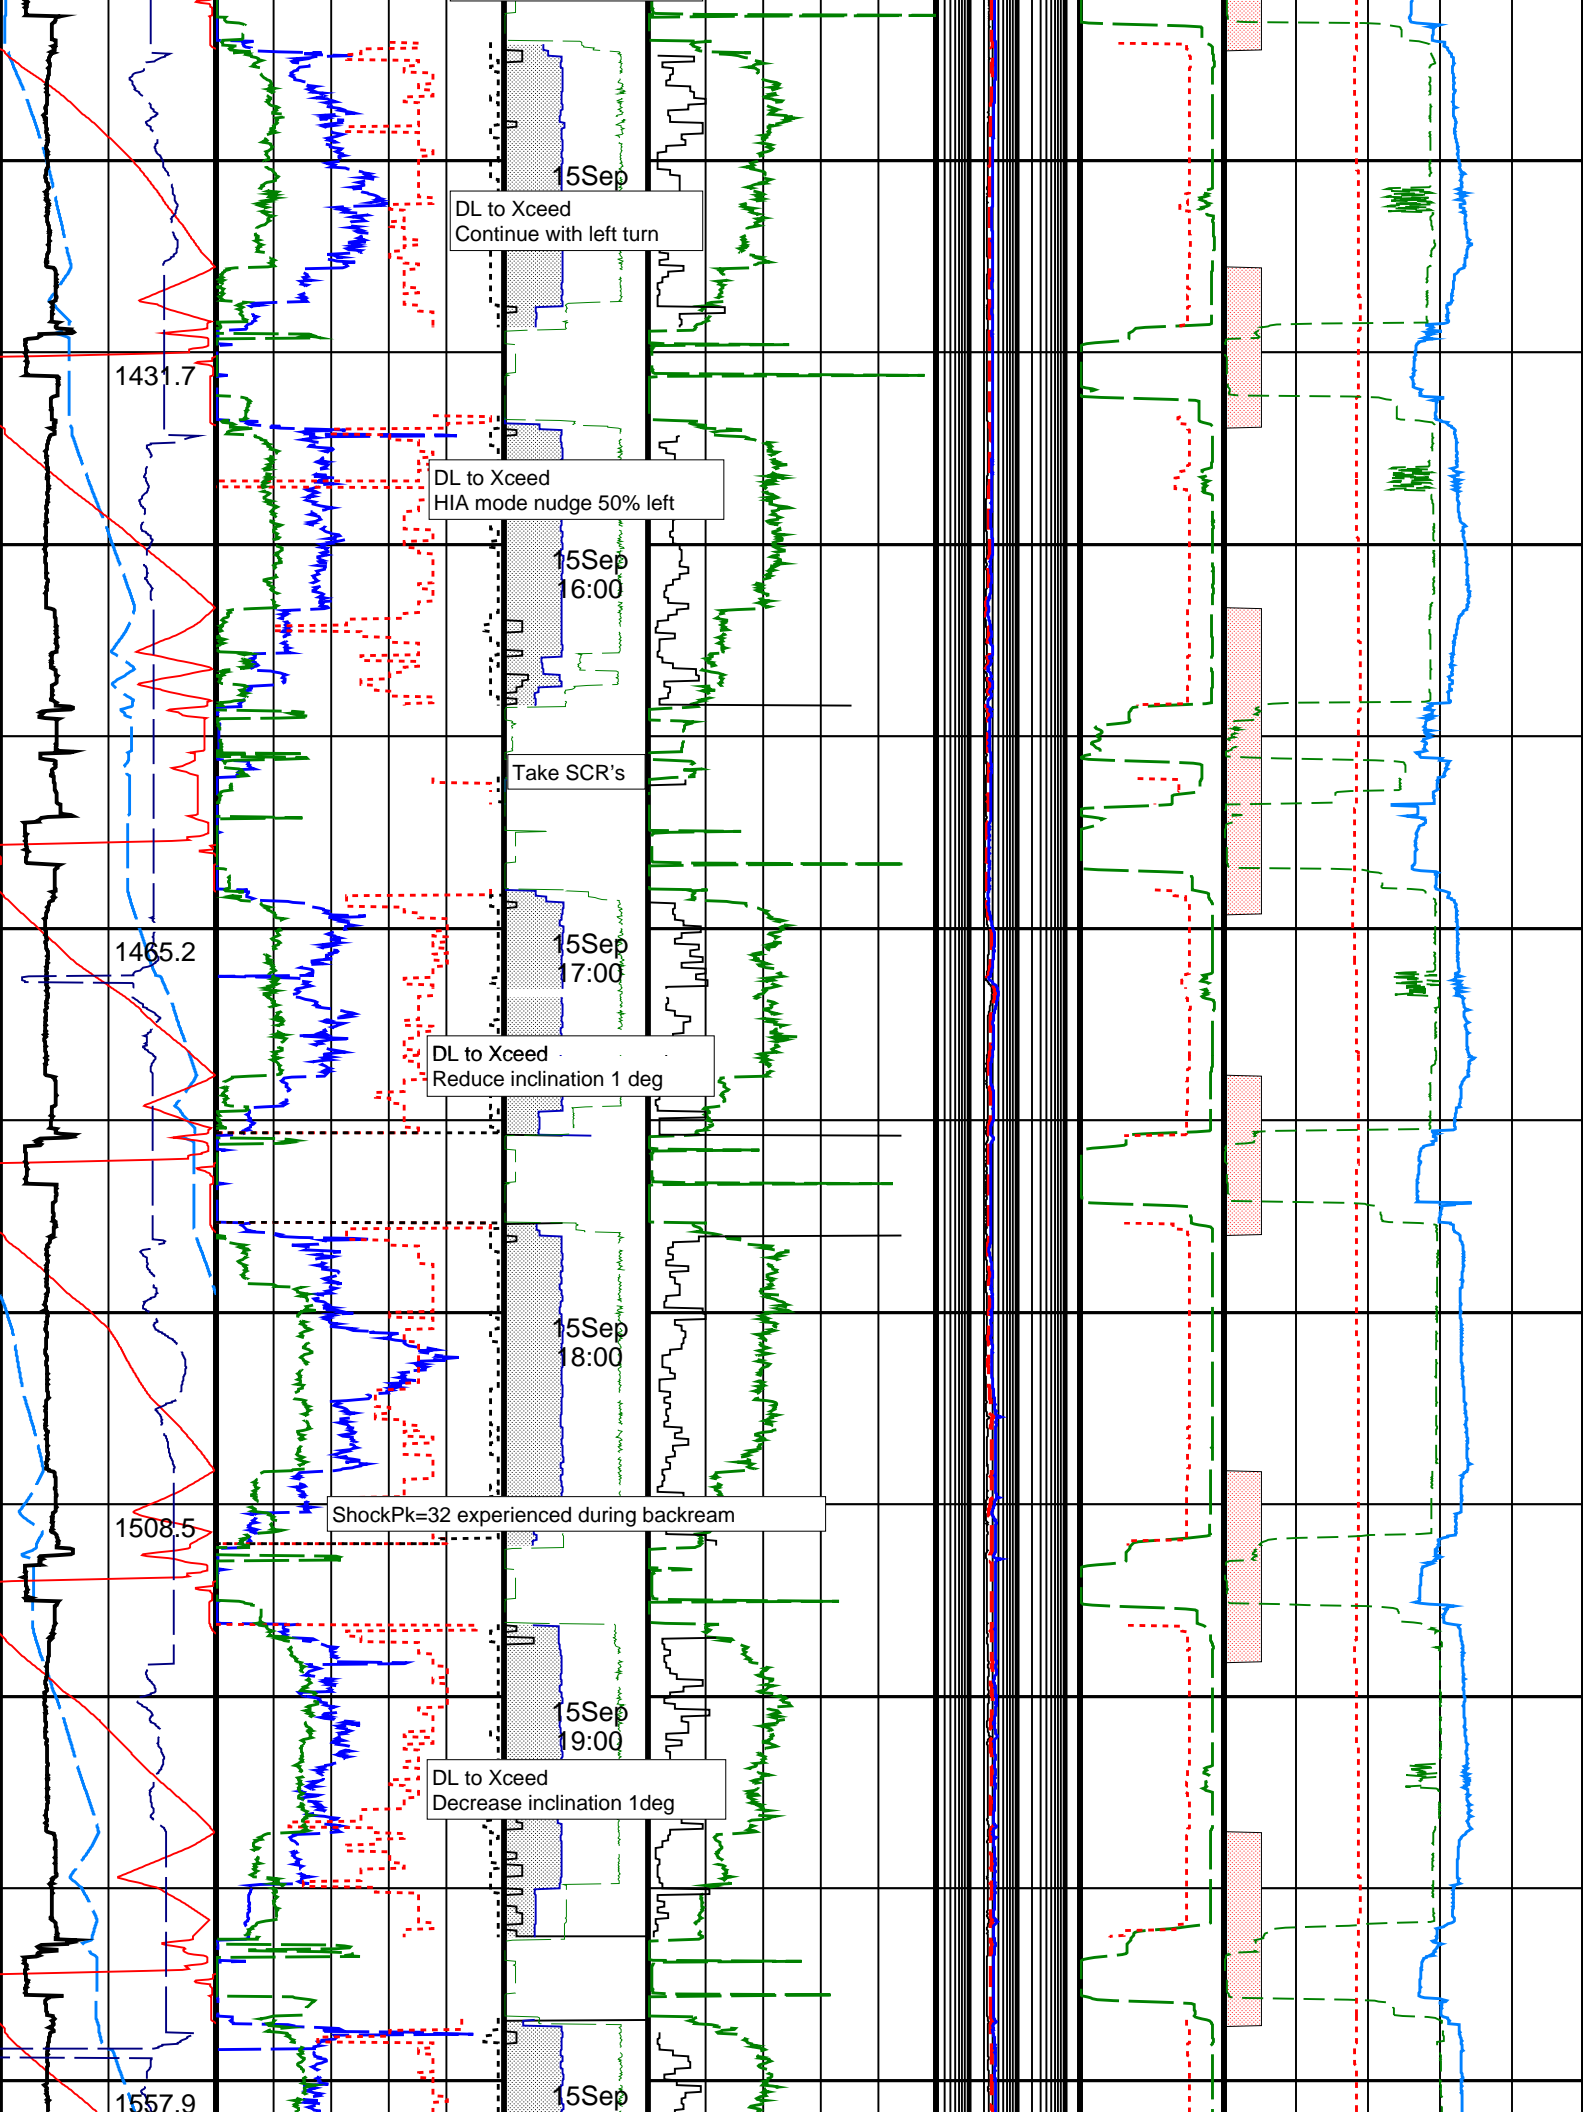 15Sep
DL to Xceed
Continue with left turn
1431.7
DL to Xceed
HIA mode nudge 50% left
15Sep
16:00
Take SCR's
1465.2
15Sep
17:00
DL to Xceed
Reduce inclination 1 deg
15Sep
18:00
ShockPk=32 experienced during backream
1508.5
15Sep
19:00
DL to Xceed
Decrease inclination 1deg
15Sep
1557.9